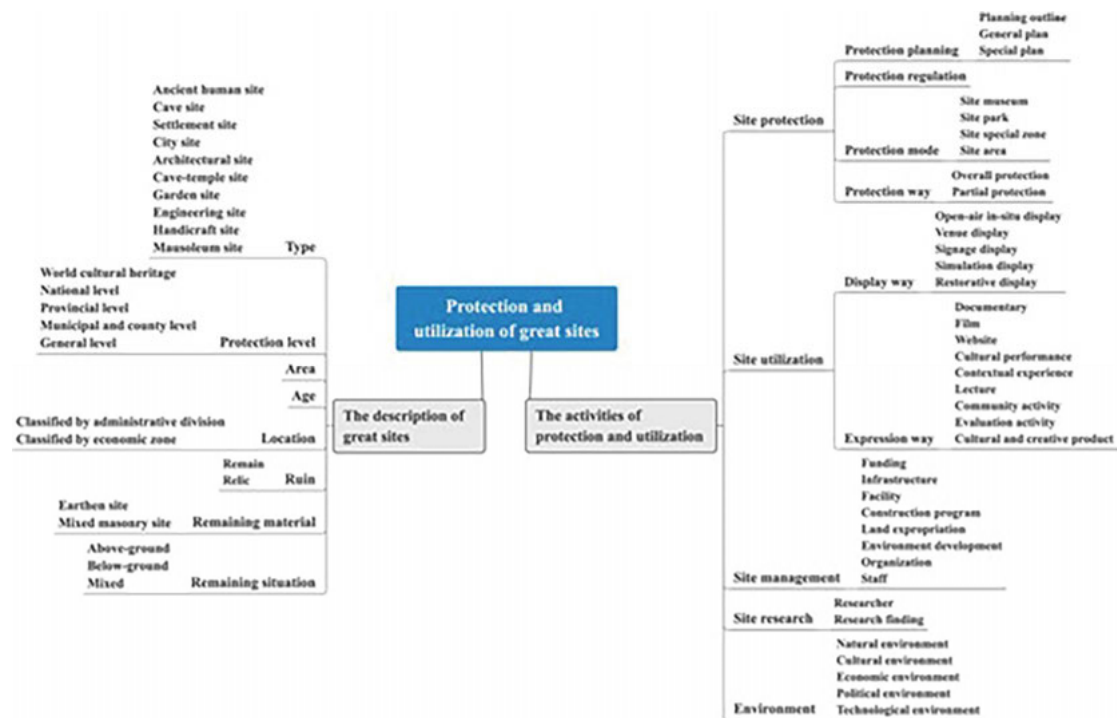 Protection and
utilization of great sites
The description of
great sites
Ancient human site
Cave site
Settlement site
City site
Architectural site
Cave-temple site
Garden site
Engineering site
Handicraft site
Mausoleum site
Type
World cultural heritage
National level
Provincial level
Municipal and county level
General level
Protection level
Area
Age
Classified by administrative division
Classified by economic zone
Location
Remain
Relic
Ruin
Earthen site
Mixed masonry site
Remaining material
Above-ground
Below-ground
Mixed
Remaining situation
The activities of
protection and utilization
Site protection
Protection planning
Planning outline
General plan
Special plan
Protection regulation
Protection mode
Site museum
Site park
Site special zone
Site area
Protection way
Overall protection
Partial protection
Site utilization
Display way
Open-air in-situ display
Venue display
Signage display
Simulation display
Restorative display
Expression way
Documentary
Film
Website
Cultural performance
Contextual experience
Lecture
Community activity
Evaluation activity
Cultural and creative product
Site management
Funding
Infrastructure
Facility
Construction program
Land expropriation
Environment development
Organization
Staff
Site research
Researcher
Research finding
Environment
Natural environment
Cultural environment
Economic environment
Political environment
Technological environment